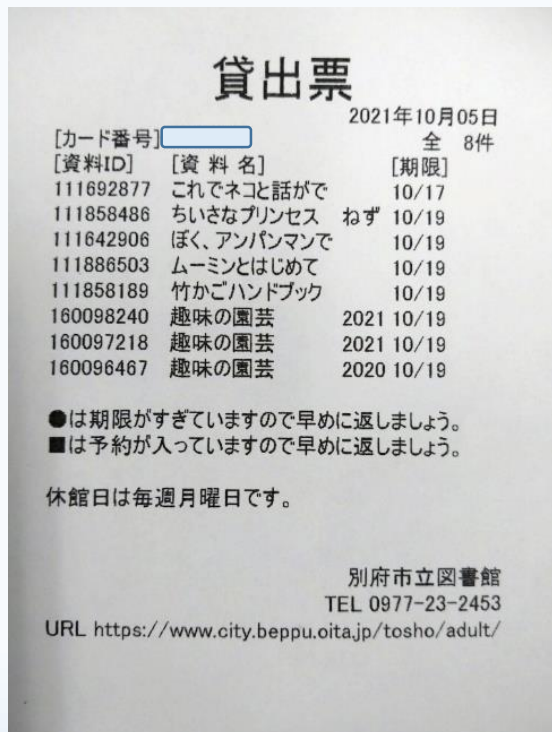 貸出票
2021年10月05日
[カード番号] 全 8件
[資料ID] [資 料 名] [期限]
111692877 これでネコと話がで 10/17
111858486 ちいさなプリンセス ねず 10/19
111642906 ぼく、アンパンマンで 10/19
111886503 ムーミンとはじめて 10/19
111858189 竹かごハンドブック 10/19
160098240 趣味の園芸 2021 10/19
160097218 趣味の園芸 2021 10/19
160096467 趣味の園芸 2020 10/19
●は期限がすぎていますので早めに返しましょう。
■は予約が入っていますので早めに返しましょう。
休館日は毎週月曜日です。
別府市立図書館
TEL 0977-23-2453
URL https://www.city.beppu.oita.jp/tosho/adult/